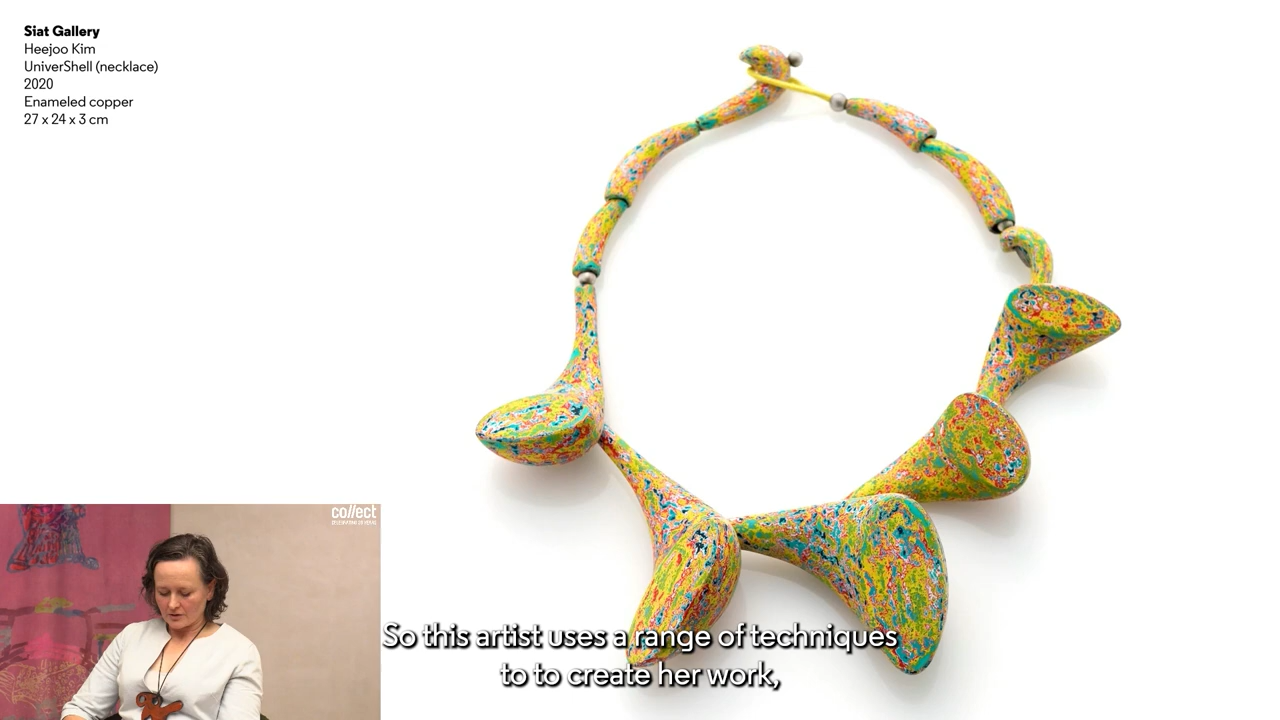 Siat Gallery
Heejoo Kim
UniverShell (necklace)
2020
Enameled copper
27 x 24 x 3 cm
collect
So this artist uses a range of techniques
to to create her work,